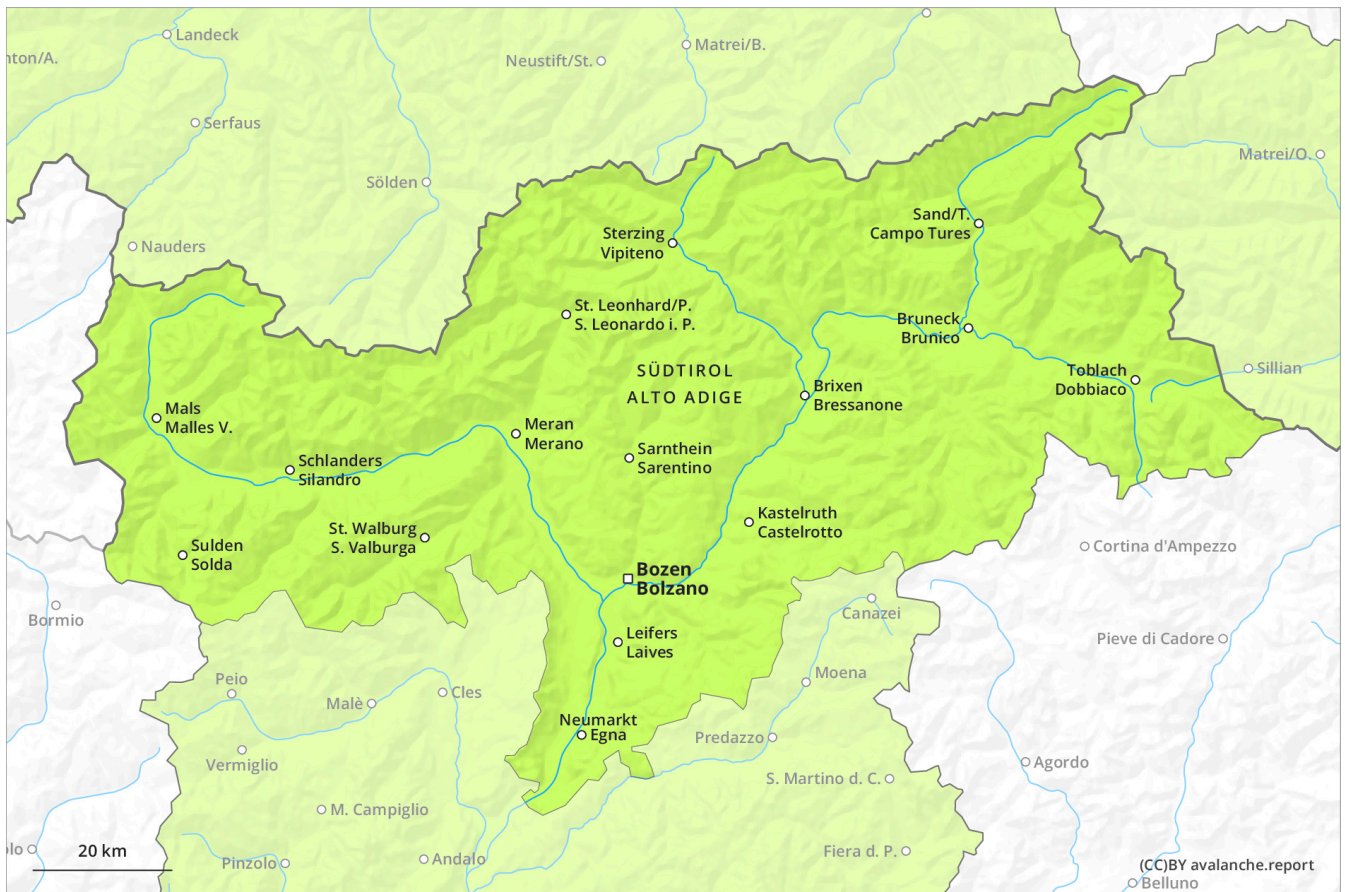 Landeck
Matrei/B.
nton/A.
Neustift/St.
Serfaus
Matrei/O.
Sölden
Sand/T.
Campo Tures
Sterzing
Vipiteno
Nauders
St. Leonhard/P.
S. Leonardo i. P.
Bruneck
Brunico
SÜDTIROL
ALTO ADIGE
Toblach
Dobbiaco
Sillian
Brixen
Bressanone
Mals
Malles V.
Meran
Merano
Sarnthein
Sarentino
Schlanders
Silandro
Kastelruth
Castelrotto
St. Walburg
S. Valburga
Sulden
Solda
Cortina d'Ampezzo
Bozen
Bolzano
Bormio
Canazei
Leifers
Laives
Pieve di Cadore
Peio
Moena
Malè
Cles
Neumarkt
Egna
Predazzo
Vermiglio
Agordo
S. Martino d. C.
M. Campiglio
lo
20 km
Pinzolo
Andalo
Fiera d. P.
(CC)BY avalanche.report
Belluno